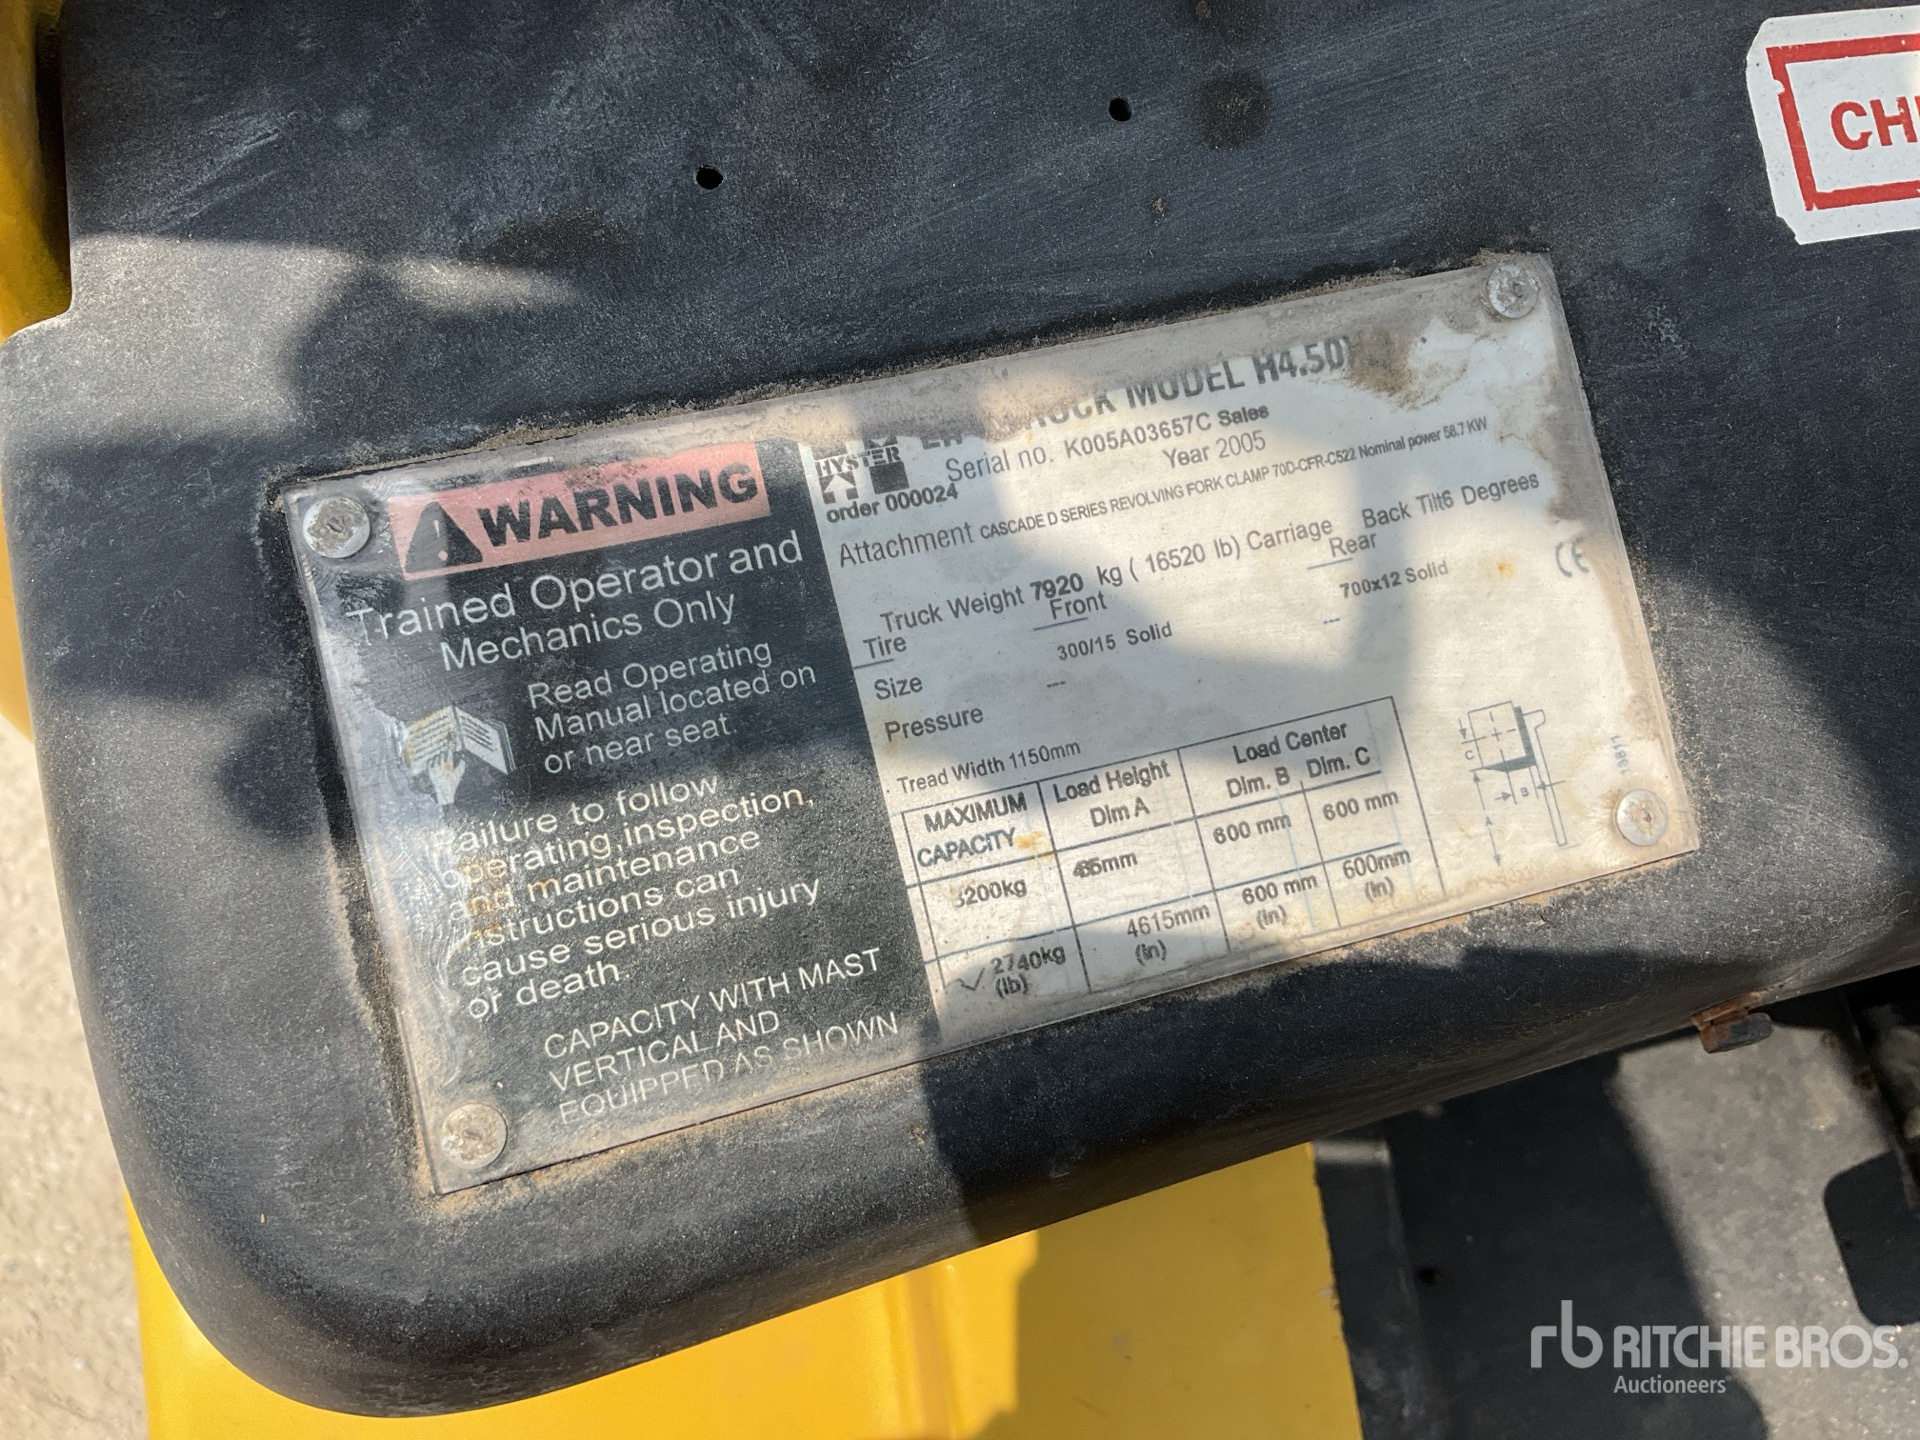 WARNING
Trained Operator and
Mechanics Only
Read Operating
Manual located on
or near seat.
Failure to follow
operating,inspection,
and maintenance
instructions can
cause serious injury
or death.
CAPACITY WITH MAST
VERTICAL AND
EQUIPPED AS SHOWN
HYSTER
MODEL H4.50
Serial no. K005A03657C Sales
order 000024
Year 2005
Attachment CASCADE D SERIES REVOLVING FORK CLAMP 70D-CFR-C522 Nominal power 58.7 KW
Truck Weight 7920 kg ( 16520 lb) Carriage Back Tilt6 Degrees
Tire Front Rear
Size 300/15 Solid 700x12 Solid
Pressure --- ---
Tread Width 1150mm
MAXIMUM CAPACITY
Load Height Dim A
Load Center
Dim. B Dim. C
200kg 600 mm 600 mm
2740kg 4615mm 600 mm 600mm
(lb) (in) (in) (in)
C
B
A
CE
1611
CH
rb RITCHIE BROS.
Auctioneers